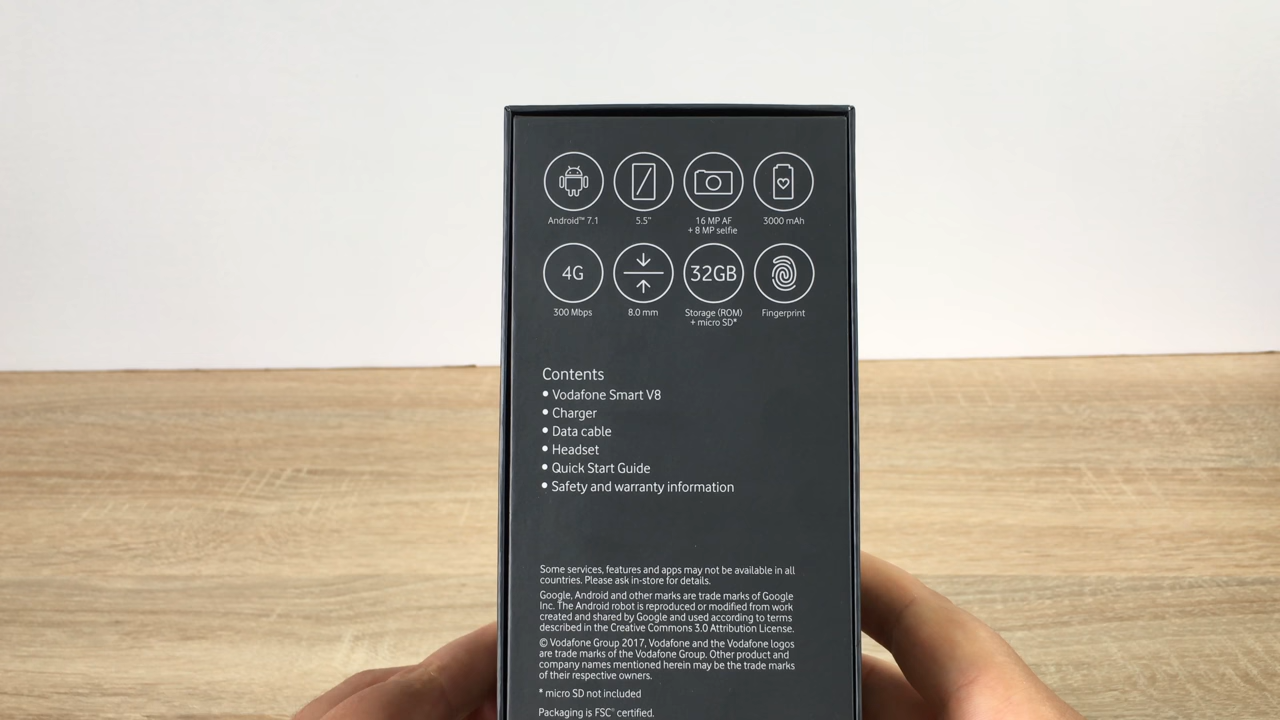 Android™ 7.1
5.5"
16 MP AF
+ 8 MP selfie
3000 mAh
4G
300 Mbps
8.0 mm
32GB
Storage (ROM)
+ micro SD*
Fingerprint
Contents
• Vodafone Smart V8
• Charger
• Data cable
• Headset
• Quick Start Guide
• Safety and warranty information
Some services, features and apps may not be available in all
countries. Please ask in-store for details.
Google, Android and other marks are trade marks of Google
Inc. The Android robot is reproduced or modified from work
created and shared by Google and used according to terms
described in the Creative Commons 3.0 Attribution License.
© Vodafone Group 2017, Vodafone and the Vodafone logos
are trade marks of the Vodafone Group. Other product and
company names mentioned herein may be the trade marks
of their respective owners.
* micro SD not included
Packaging is FSC® certified.